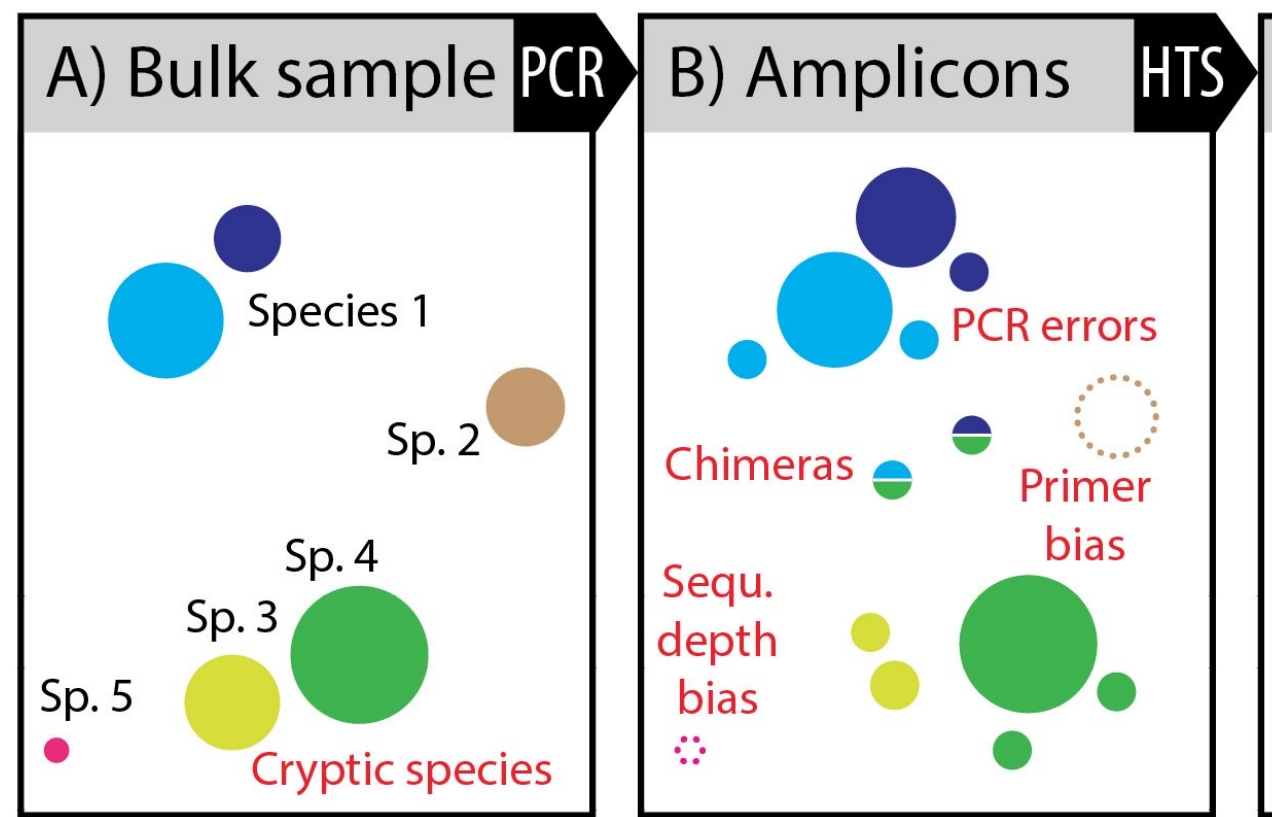 A) Bulk sample PCR
Species 1
Sp. 2
Sp. 4
Sp. 3
Sp. 5
Cryptic species
B) Amplicons HTS
PCR errors
Chimeras
Primer
bias
Sequ.
depth
bias